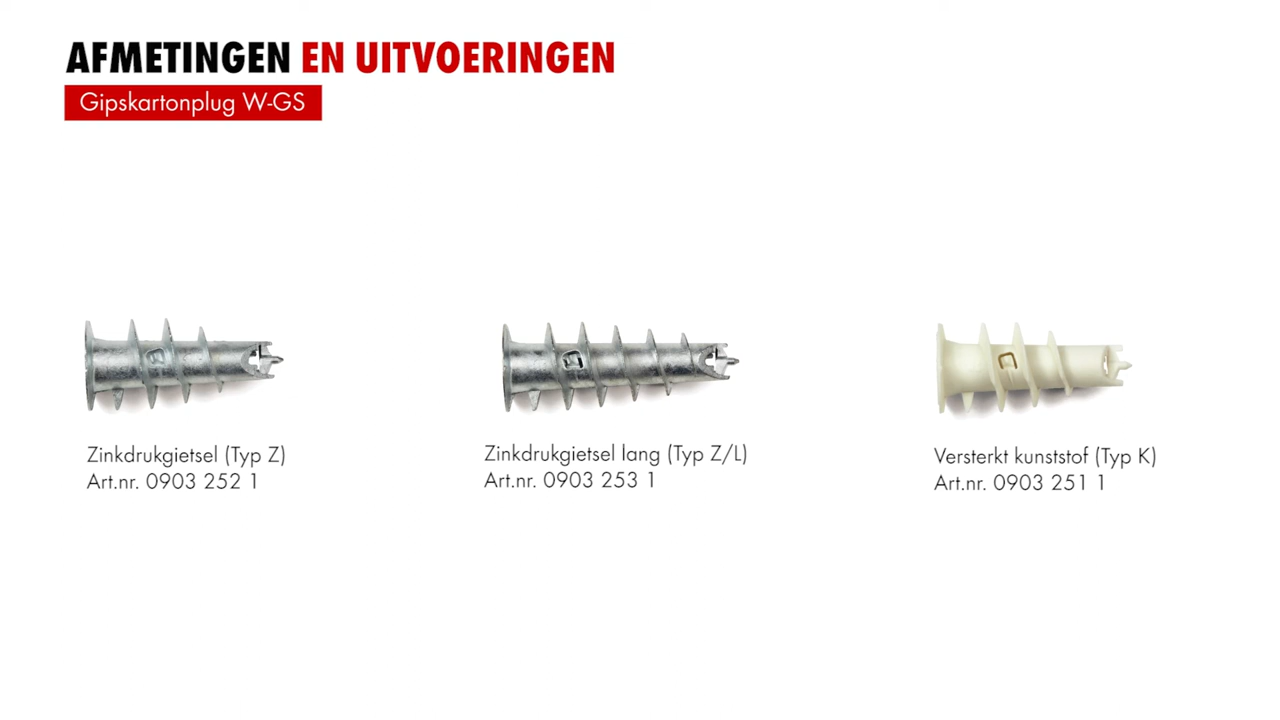 AFMETINGEN EN UITVOERINGEN
Gipskartonplug W-GS
Zinkdrukgietsel (Typ Z)
Art.nr. 0903 252 1
Zinkdrukgietsel lang (Typ Z/L)
Art.nr. 0903 253 1
Versterkt kunststof (Typ K)
Art.nr. 0903 251 1